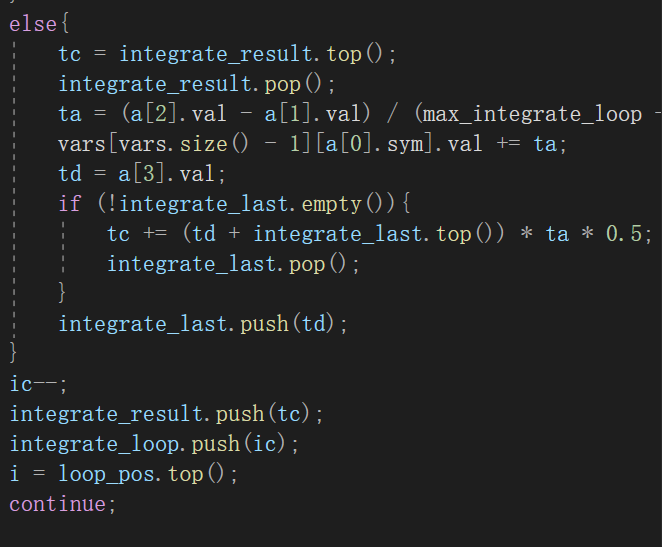 else{
tc = integrate_result.top();
integrate_result.pop();
ta = (a[2].val - a[1].val) / (max_integrate_loop -
vars[vars.size() - 1][a[0].sym].val += ta;
td = a[3].val;
if (!integrate_last.empty()){
tc += (td + integrate_last.top()) * ta * 0.5;
integrate_last.pop();
}
integrate_last.push(td);
}
ic--;
integrate_result.push(tc);
integrate_loop.push(ic);
i = loop_pos.top();
continue;